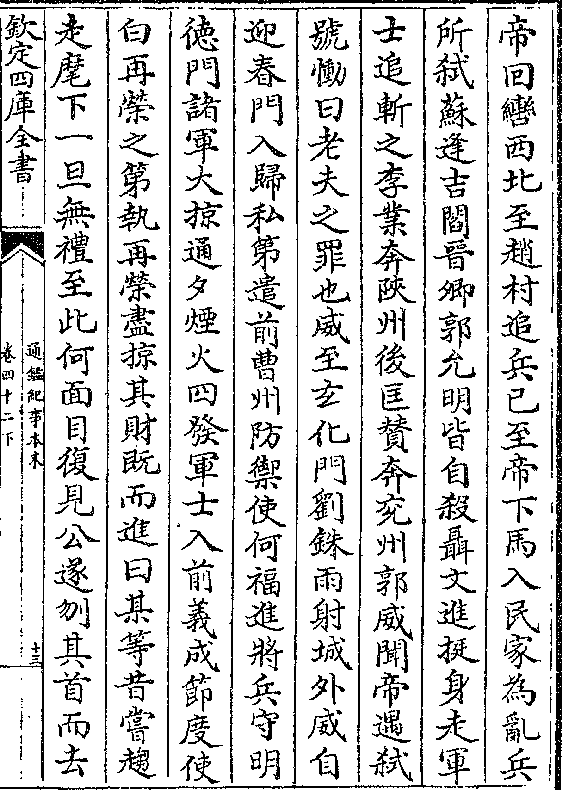 帝回轡西北至趙村追兵已至帝下馬入民家為亂兵
所弑蘇逢吉閻晉卿郭允明皆自殺聶文進挺身走軍
士追斬之李業奔陝州後匡賛奔兖州郭威聞帝遇弑
號慟曰老夫之罪也威至玄化門劉銖雨射城外威自
迎春門入歸私第遣前曹州防禦使何福進將兵守明
徳門諸軍大掠通夕煙火四發軍士入前義成節度使
白再榮之第執再榮盡掠其財既而進曰某等昔嘗趨
走麾下一旦無禮至此何面目復見公遂刎其首而去
欽定四庫全書
通鑑紀事本末
卷四十二下
十三